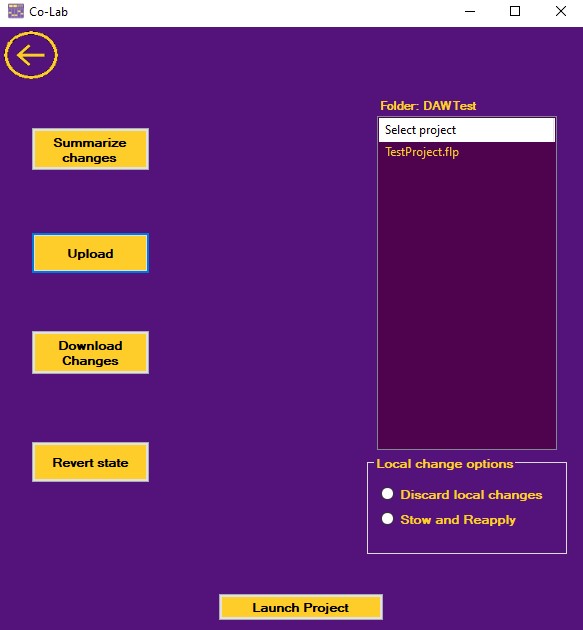 Co-Lab
Folder: DAWTest
Summarize
changes
Select project
TestProject.flp
Upload
Download
Changes
Revert state
Local change options
Discard local changes
Stow and Reapply
Launch Project